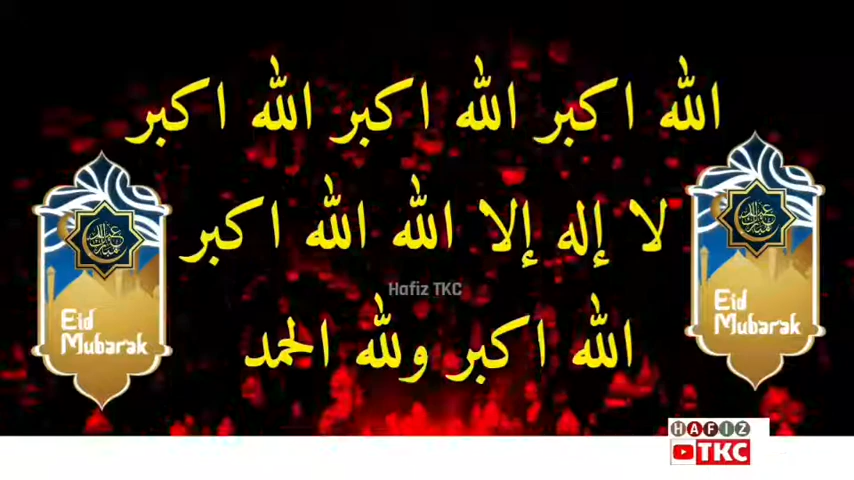 الله اكبر الله اكبر الله اكبر
لا إله إلا الله الله اكبر
الله اكبر ولله الحمد
Hafiz TKC
Eid
Mubarak
Eid
Mubarak
HAFIZ
TKC